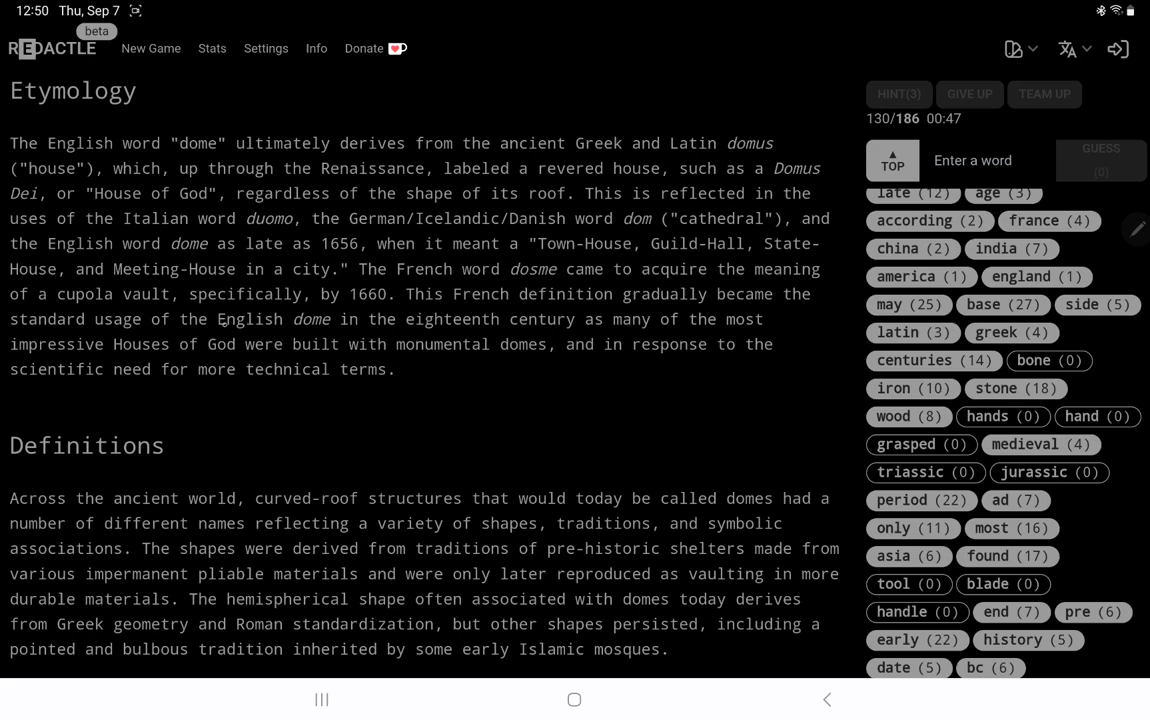 12:50 Thu, Sep 7
beta
REDACTLE New Game Stats Settings Info Donate
Etymology
The English word "dome" ultimately derives from the ancient Greek and Latin domus
("house"), which, up through the Renaissance, labeled a revered house, such as a Domus
Dei, or "House of God", regardless of the shape of its roof. This is reflected in the
uses of the Italian word duomo, the German/Icelandic/Danish word dom ("cathedral"), and
the English word dome as late as 1656, when it meant a "Town-House, Guild-Hall, State-
House, and Meeting-House in a city." The French word dosme came to acquire the meaning
of a cupola vault, specifically, by 1660. This French definition gradually became the
standard usage of the English dome in the eighteenth century as many of the most
impressive Houses of God were built with monumental domes, and in response to the
scientific need for more technical terms.
Definitions
Across the ancient world, curved-roof structures that would today be called domes had a
number of different names reflecting a variety of shapes, traditions, and symbolic
associations. The shapes were derived from traditions of pre-historic shelters made from
various impermanent pliable materials and were only later reproduced as vaulting in more
durable materials. The hemispherical shape often associated with domes today derives
from Greek geometry and Roman standardization, but other shapes persisted, including a
pointed and bulbous tradition inherited by some early Islamic mosques.
HINT(3) GIVE UP TEAM UP
130/186 00:47
▲
TOP
Enter a word
GUESS
(0)
late (12) age (3)
according (2) france (4)
china (2) india (7)
america (1) england (1)
may (25) base (27) side (5)
latin (3) greek (4)
centuries (14) bone (0)
iron (10) stone (18)
wood (8) hands (0) hand (0)
grasped (0) medieval (4)
triassic (0) jurassic (0)
period (22) ad (7)
only (11) most (16)
asia (6) found (17)
tool (0) blade (0)
handle (0) end (7) pre (6)
early (22) history (5)
date (5) bc (6)